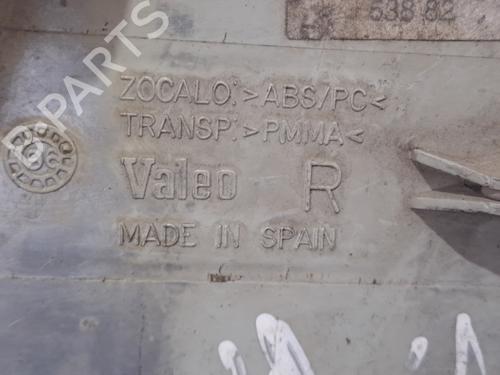 538 82
B-PARTS
ZOCALO:>ABS/PC<
TRANSP:>PMMA<
Valeo R
MADE IN SPAIN